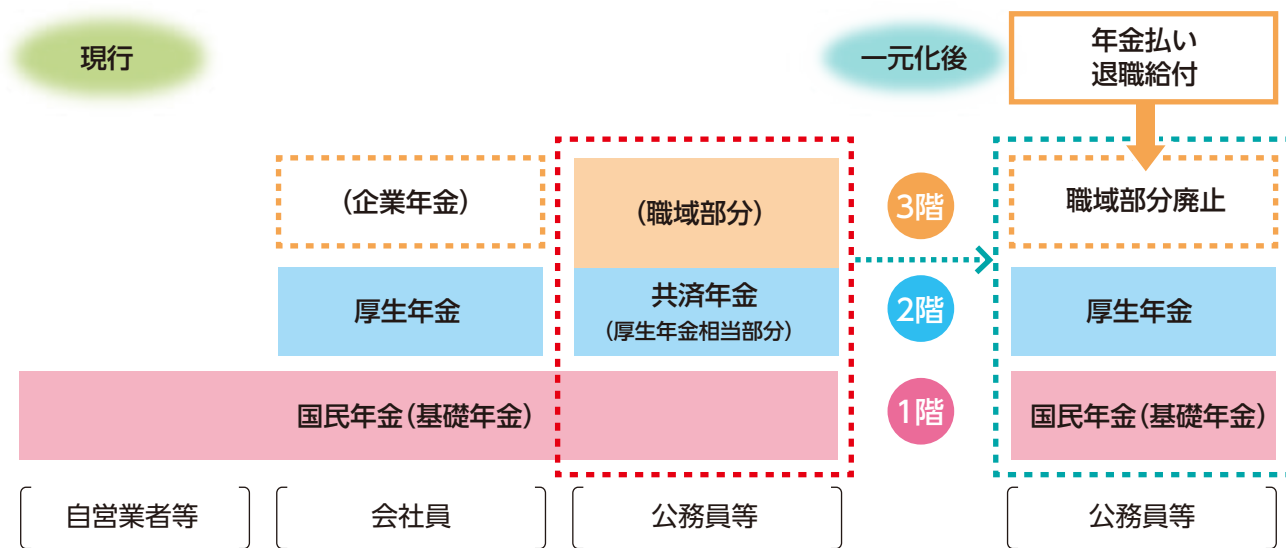 現行
一元化後
年金払い
退職給付
(企業年金)
(職域部分)
3階
職域部分廃止
厚生年金
共済年金
(厚生年金相当部分)
2階
厚生年金
国民年金(基礎年金)
1階
国民年金(基礎年金)
自営業者等
会社員
公務員等
公務員等